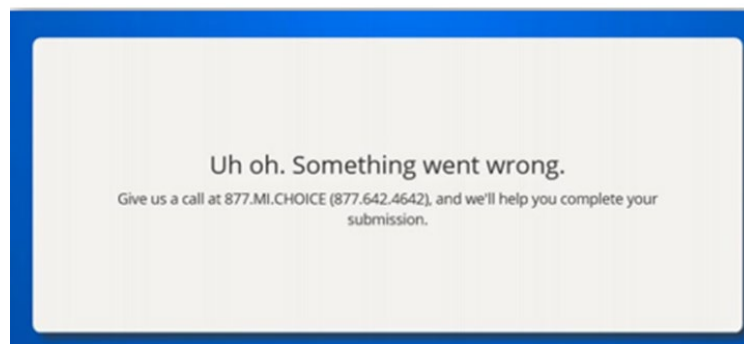 Uh oh. Something went wrong.
Give us a call at 877.MI.CHOICE (877.642.4642), and we'll help you complete your
submission.